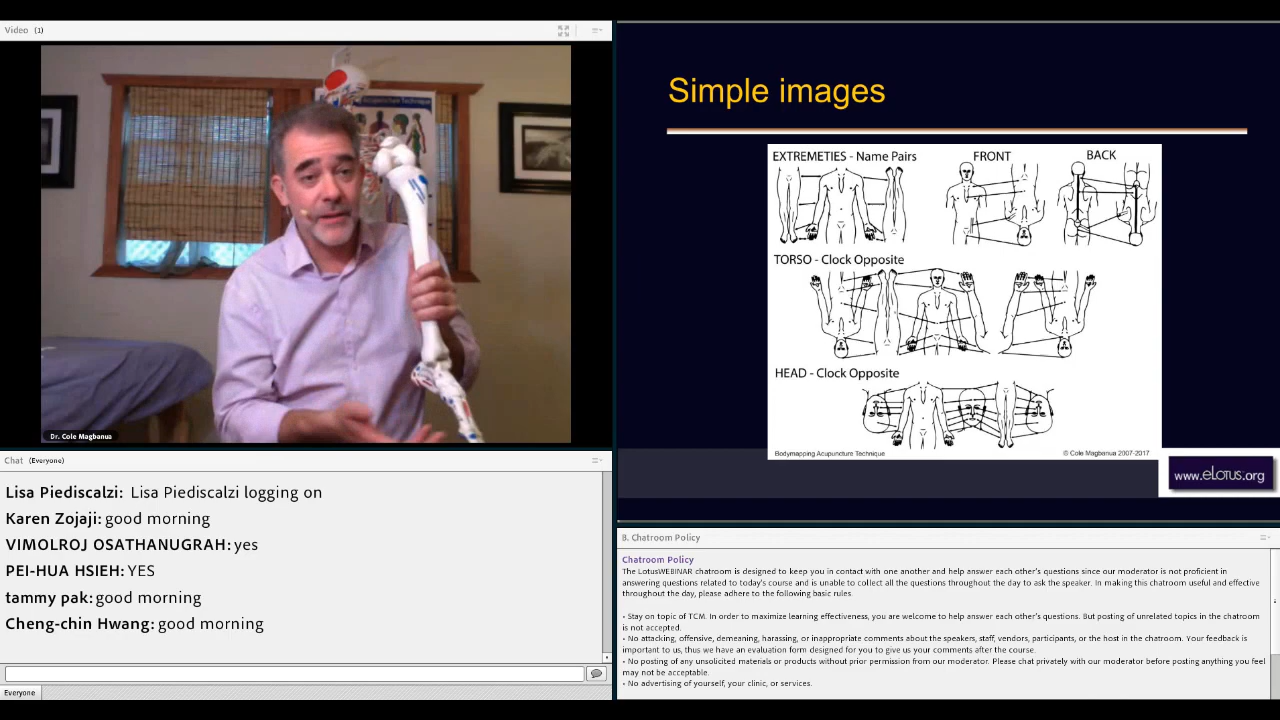 Video (1)
Acupuncture Technique
Dr. Cole Magbanua
Simple images
EXTREMETIES - Name Pairs
FRONT
BACK
TORSO - Clock Opposite
HEAD - Clock Opposite
Bodymapping Acupuncture Technique
© Cole Magbanua 2007-2017
www.eLotus.org
Chat (Everyone)
Lisa Piediscalzi: Lisa Piediscalzi logging on
Karen Zojaji: good morning
VIMOLROJ OSATHANUGRAH: yes
PEI-HUA HSIEH: YES
tammy pak: good morning
Cheng-chin Hwang: good morning
Everyone
B. Chatroom Policy
Chatroom Policy
The LotusWEBINAR chatroom is designed to keep you in contact with one another and help answer each other's questions since our moderator is not proficient in
answering questions related to today's course and is unable to collect all the questions throughout the day to ask the speaker. In making this chatroom useful and effective
throughout the day, please adhere to the following basic rules.
• Stay on topic of TCM. In order to maximize learning effectiveness, you are welcome to help answer each other's questions. But posting of unrelated topics in the chatroom
is not accepted.
• No attacking, offensive, demeaning, harassing, or inappropriate comments about the speakers, staff, vendors, participants, or the host in the chatroom. Your feedback is
important to us, thus we have an evaluation form designed for you to give us your comments after the course.
• No posting of any unsolicited materials or products without prior permission from our moderator. Please chat privately with our moderator before posting anything you feel
may not be acceptable.
• No advertising of yourself, your clinic, or services.